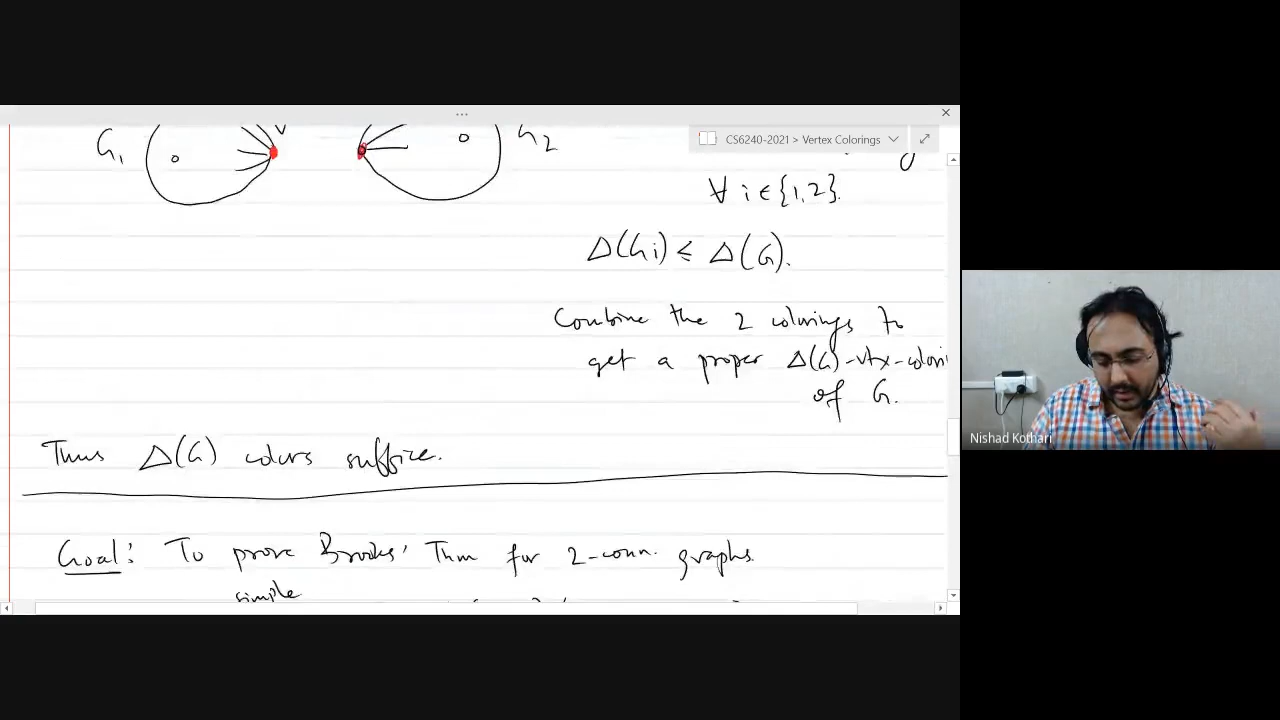 G₁
v
G₂
CS6240-2021 > Vertex Colorings
∀ i ∈ {1,2}.
Δ(Gi) ≤ Δ(G).
Combine the 2 colorings to
get a proper Δ(G)-vtx-colori
of G.
Thus Δ(G) colors suffice.
Goal: To prove Brooks' Thm for 2-conn. graphs.
simple
Nishad Kothari